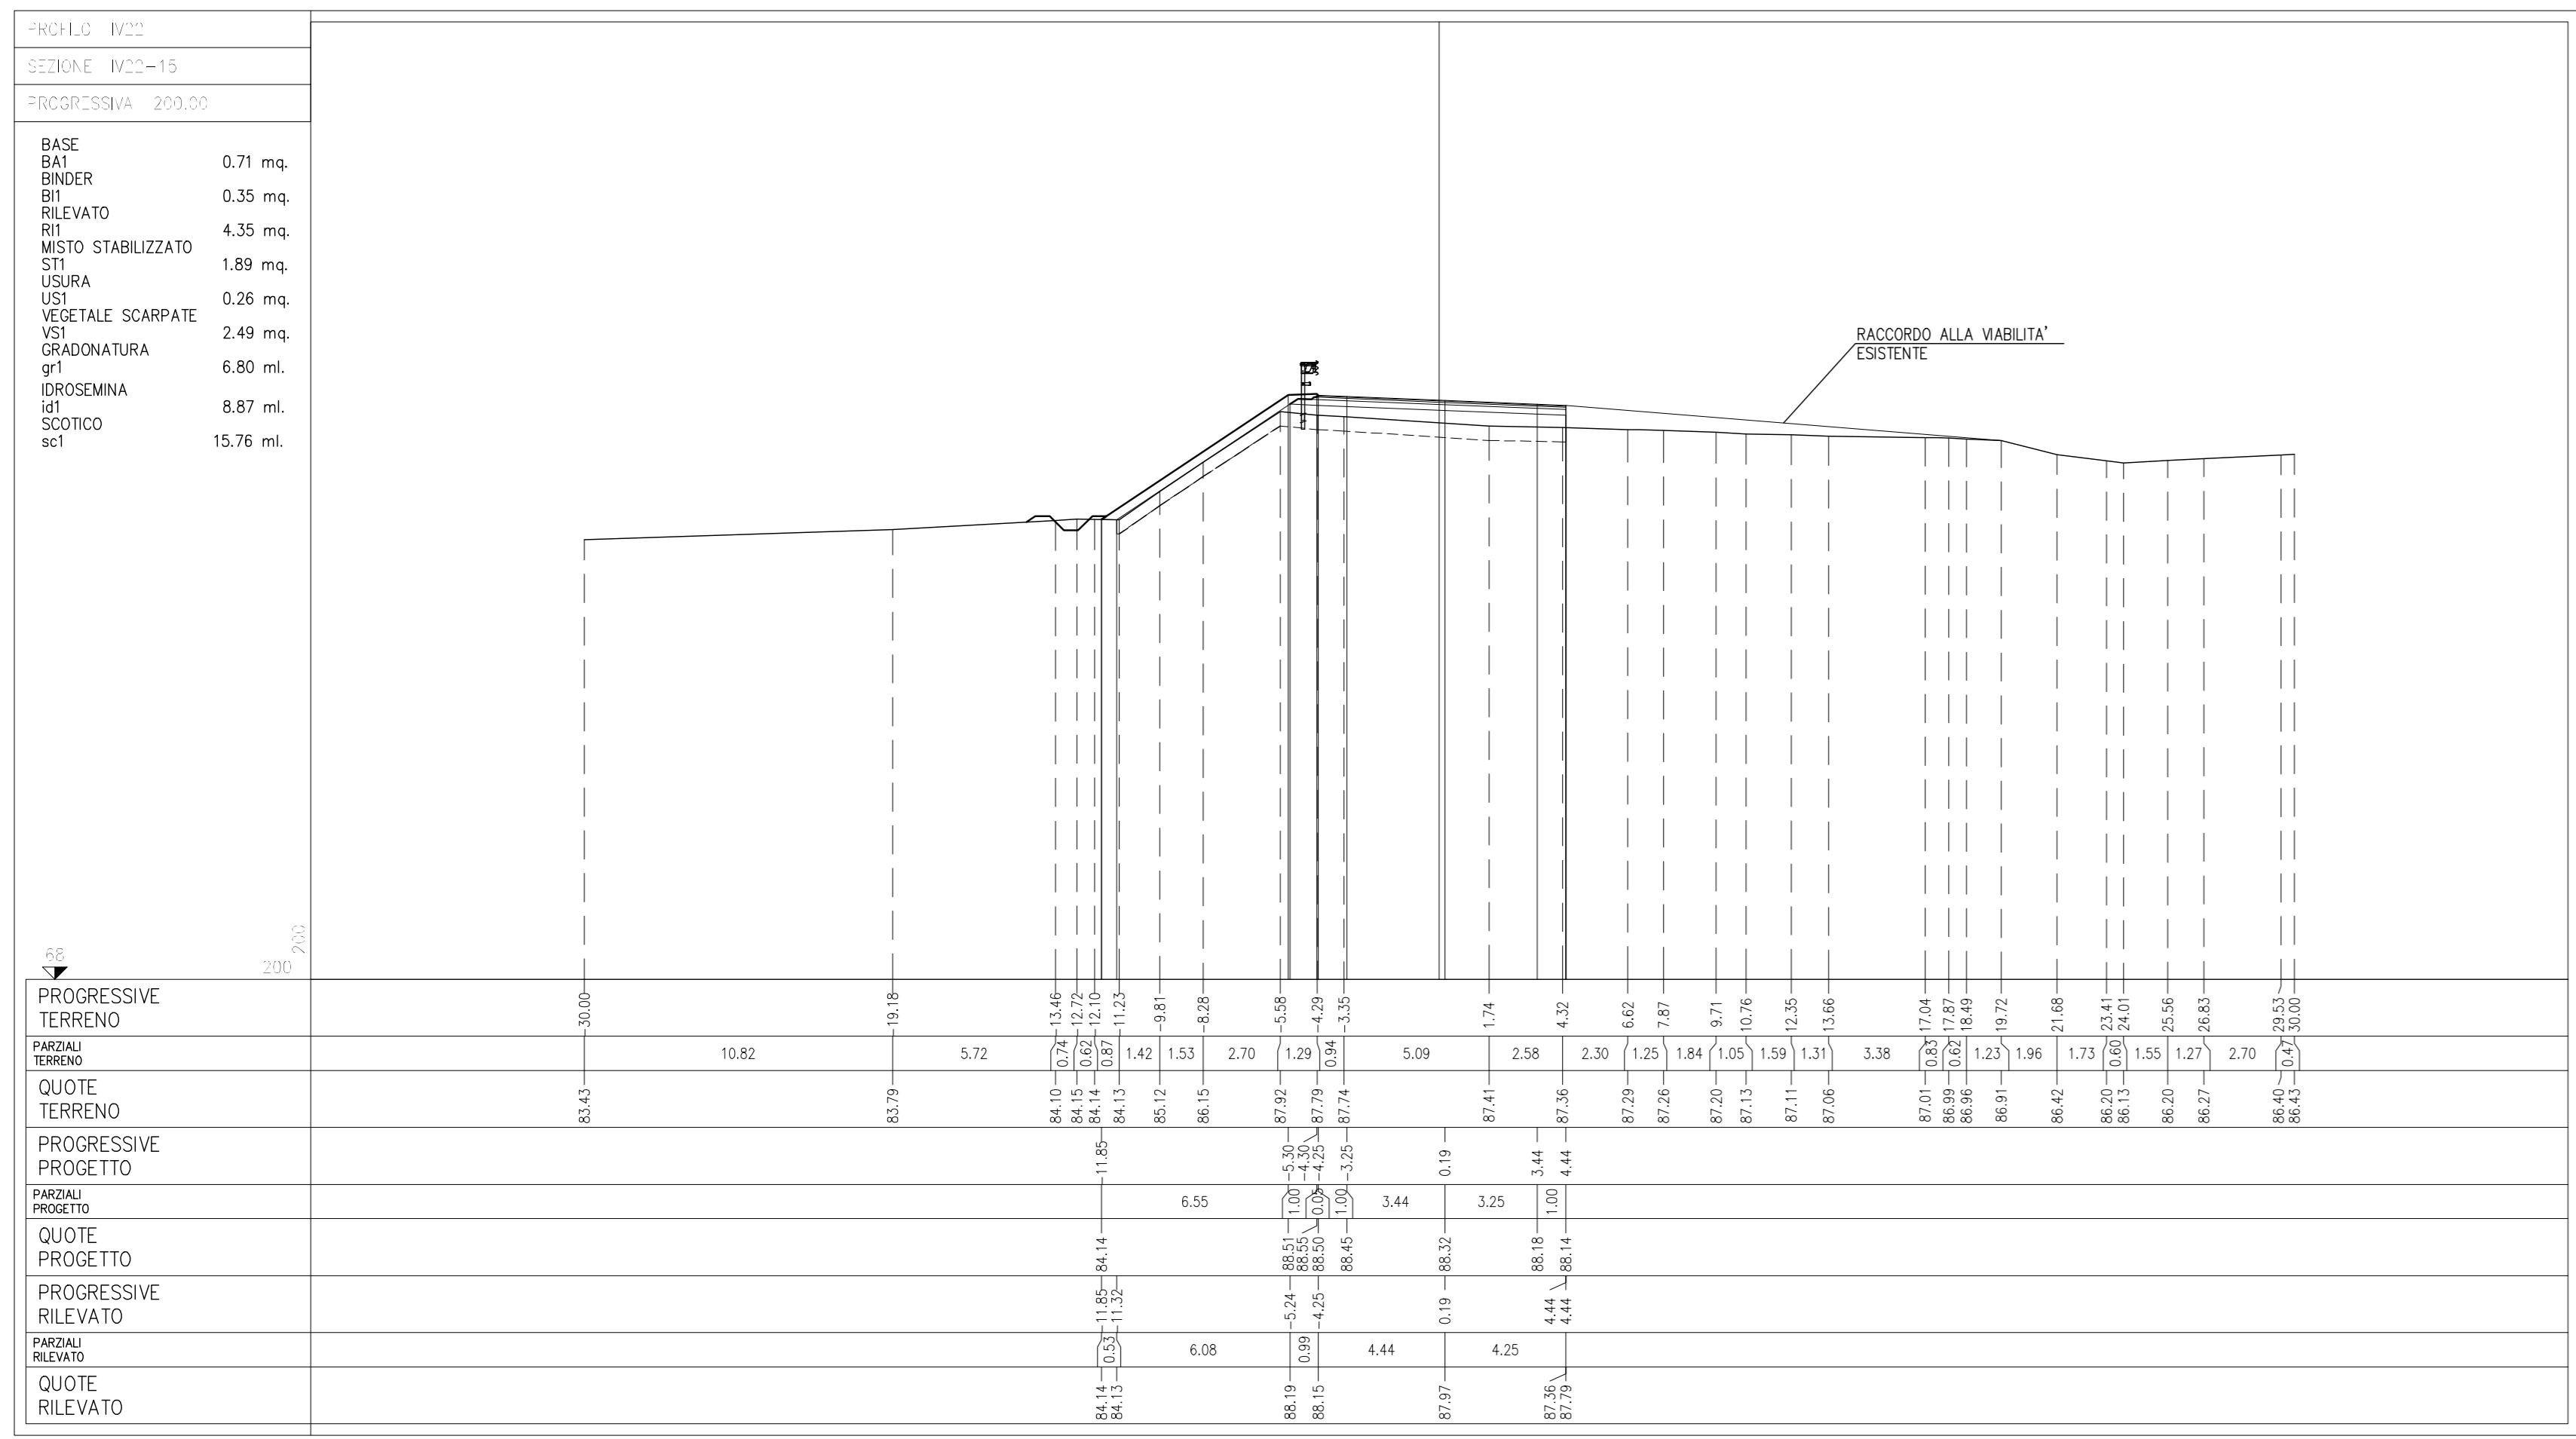 PROFILO IV22
SEZIONE IV22-15
PROGRESSIVA 200.00
BASE
BA1 0.71 mq.
BINDER
BI1 0.35 mq.
RILEVATO
RI1 4.35 mq.
MISTO STABILIZZATO
ST1 1.89 mq.
USURA
US1 0.26 mq.
VEGETALE SCARPATE
VS1 2.49 mq.
GRADONATURA
gr1 6.80 ml.
IDROSEMINA
id1 8.87 ml.
SCOTICO
sc1 15.76 ml.
RACCORDO ALLA VIABILITA'
ESISTENTE
68
200
200
PROGRESSIVE
TERRENO
-30.00 -19.18 -13.46 -12.72 -12.10 -11.23 -9.81 -8.28 -5.58 -4.29 -3.35 1.74 4.32 6.62 7.87 9.71 10.76 12.35 13.66 17.04 17.87 18.49 19.72 21.68 23.41 24.01 25.56 26.83 29.53 30.00
PARZIALI
TERRENO
10.82 5.72 0.74 0.62 0.87 1.42 1.53 2.70 1.29 0.94 5.09 2.58 2.30 1.25 1.84 1.05 1.59 1.31 3.38 0.83 0.62 1.23 1.96 1.73 0.60 1.55 1.27 2.70 0.47
QUOTE
TERRENO
83.43 83.79 84.10 84.15 84.14 84.13 85.12 86.15 87.92 87.79 87.74 87.41 87.36 87.29 87.26 87.20 87.13 87.11 87.06 87.01 86.99 86.96 86.91 86.42 86.20 86.13 86.20 86.27 86.40 86.43
PROGRESSIVE
PROGETTO
-11.85 -5.30 -4.30 -4.25 -3.25 0.19 3.44 4.44
PARZIALI
PROGETTO
6.55 1.00 0.05 1.00 3.44 3.25 1.00
QUOTE
PROGETTO
84.14 88.51 88.55 88.50 88.45 88.32 88.18 88.14
PROGRESSIVE
RILEVATO
-11.85 -11.32 -5.24 -4.25 0.19 4.44 4.44
PARZIALI
RILEVATO
0.53 6.08 0.99 4.44 4.25
QUOTE
RILEVATO
84.14 84.13 88.19 88.15 87.97 87.36 87.79